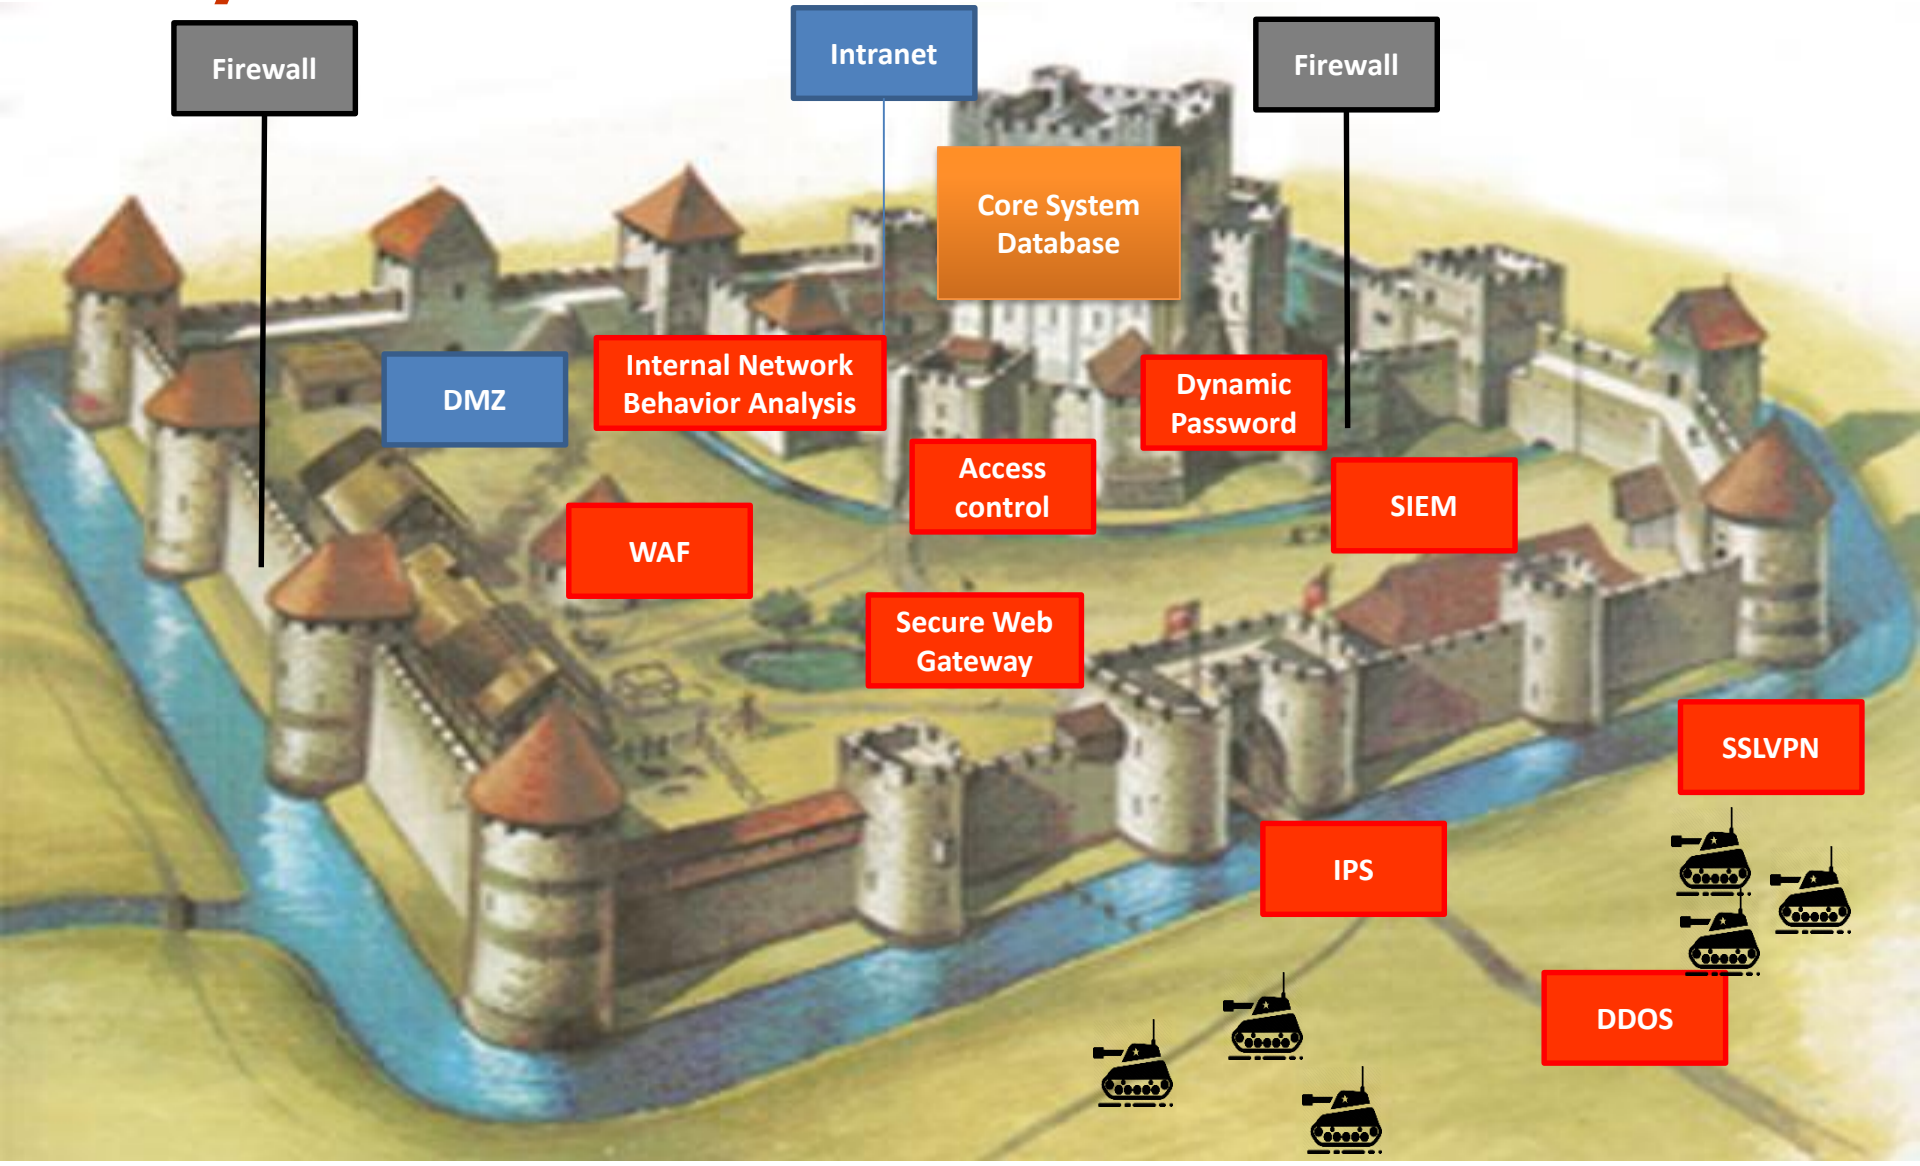 Firewall
Intranet
Firewall
Core System
Database
DMZ
Internal Network
Behavior Analysis
Dynamic
Password
Access
control
SIEM
WAF
Secure Web
Gateway
SSLVPN
IPS
DDOS